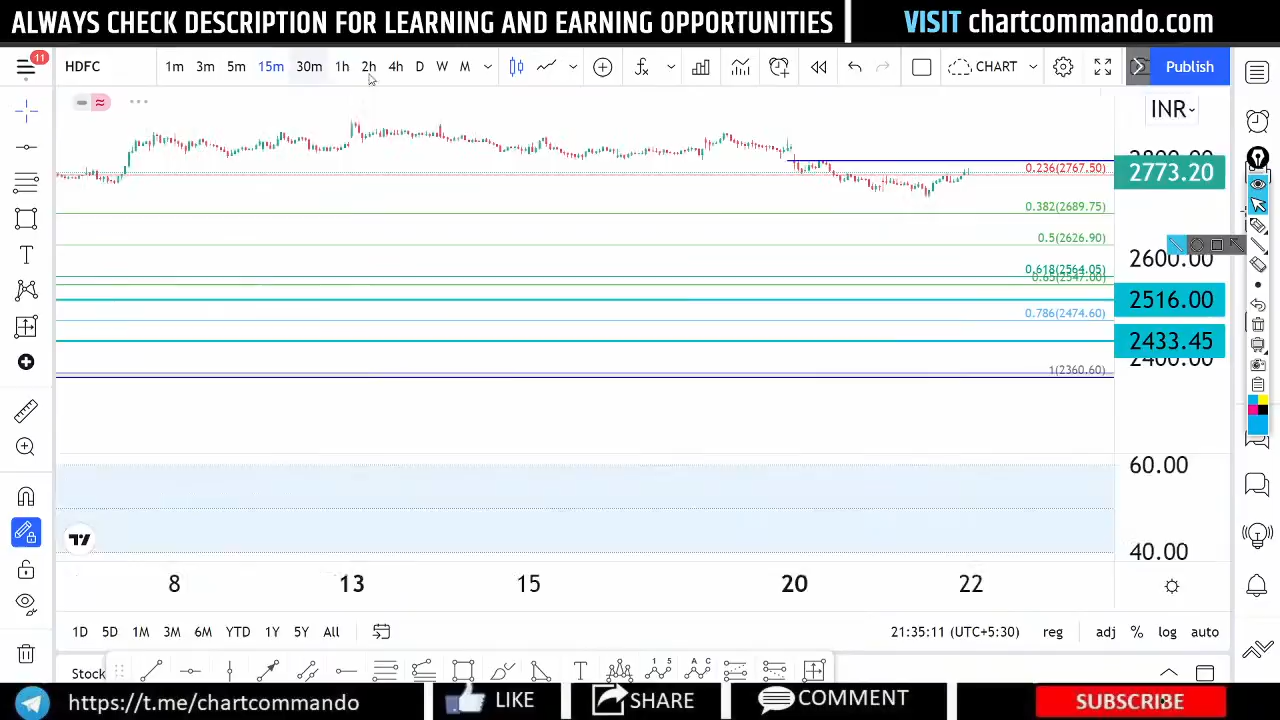 ALWAYS CHECK DESCRIPTION FOR LEARNING AND EARNING OPPORTUNITIES
VISIT chartcommando.com
11
HDFC
1m 3m 5m 15m 30m 1h 2h 4h D W M
CHART
Publish
INR
2773.20
0.236(2767.50)
0.382(2689.75)
0.5(2626.90)
2600.00
0.618(2564.05)
0.65(2547.00)
2516.00
0.786(2474.60)
2433.45
2400.00
1(2360.60)
60.00
40.00
8 13 15 20 22
1D 5D 1M 3M 6M YTD 1Y 5Y All
21:35:11 (UTC+5:30) reg adj % log auto
Stock
https://t.me/chartcommando
LIKE
SHARE
COMMENT
SUBSCRIBE